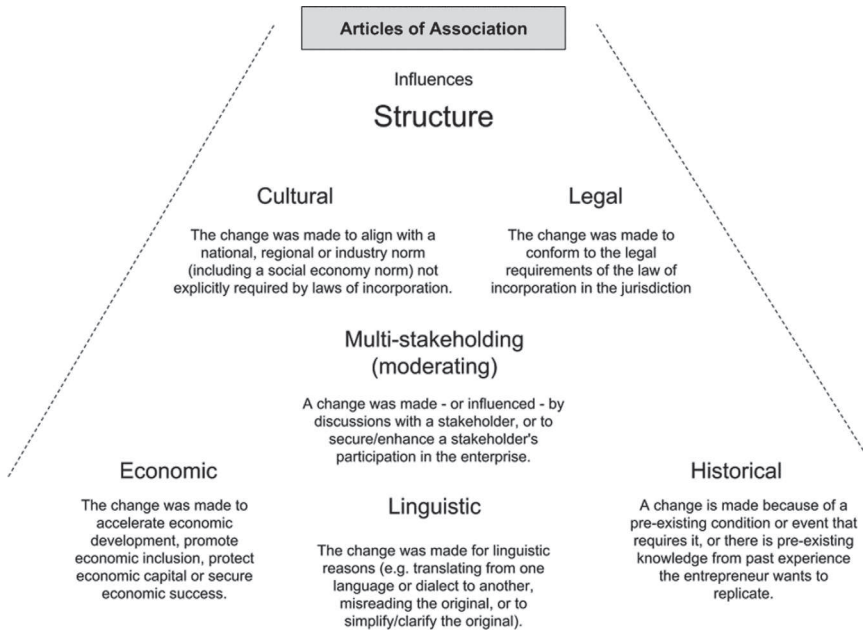 Articles of Association
Influences
Structure
Cultural
The change was made to align with a
national, regional or industry norm
(including a social economy norm) not
explicitly required by laws of incorporation.
Legal
The change was made to
conform to the legal
requirements of the law of
incorporation in the jurisdiction
Multi-stakeholding
(moderating)
A change was made - or influenced - by
discussions with a stakeholder, or to
secure/enhance a stakeholder's
participation in the enterprise.
Economic
The change was made to
accelerate economic
development, promote
economic inclusion, protect
economic capital or secure
economic success.
Linguistic
The change was made for linguistic
reasons (e.g. translating from one
language or dialect to another,
misreading the original, or to
simplify/clarify the original).
Historical
A change is made because of a
pre-existing condition or event that
requires it, or there is pre-existing
knowledge from past experience
the entrepreneur wants to
replicate.